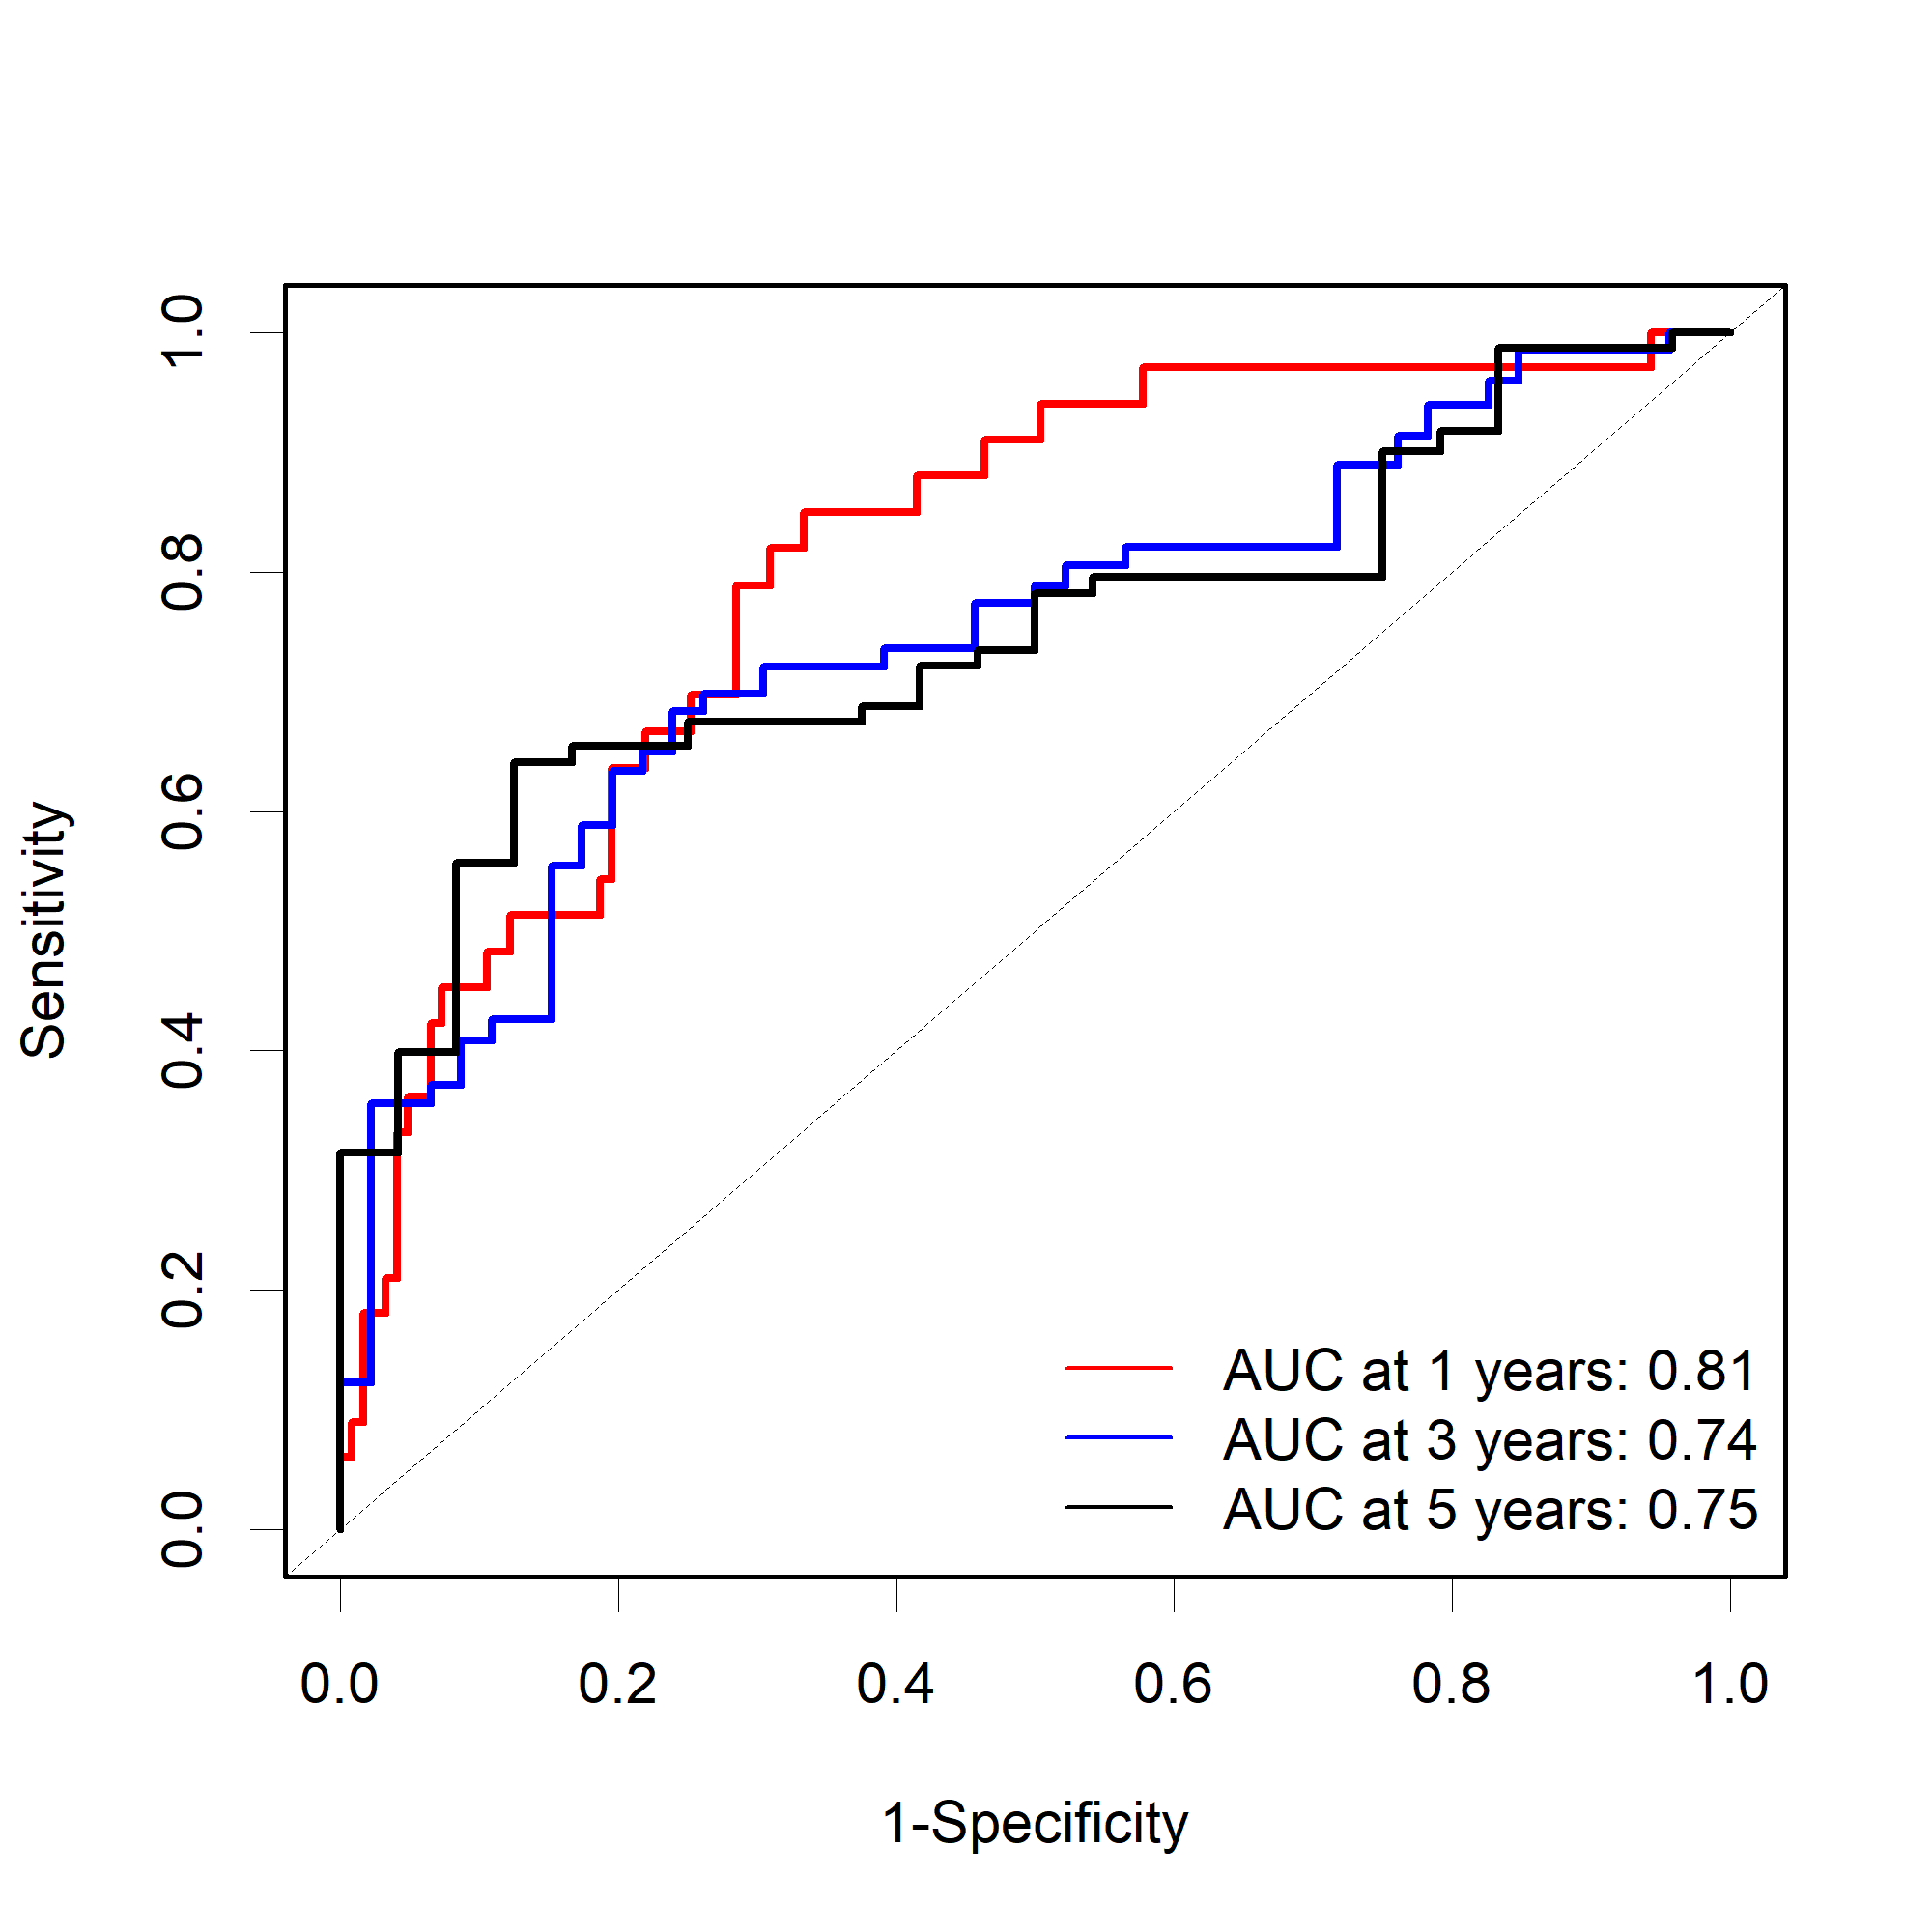 Sensitivity
1.0
0.8
0.6
0.4
0.2
0.0
AUC at 1 years: 0.81
AUC at 3 years: 0.74
AUC at 5 years: 0.75
0.0 0.2 0.4 0.6 0.8 1.0
1-Specificity